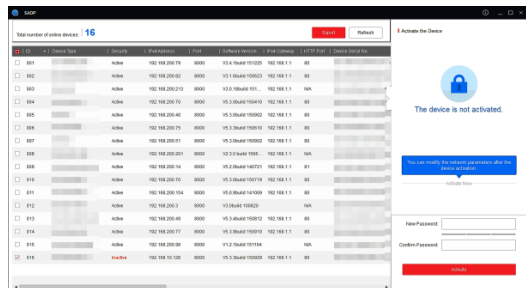 SADP
Total number of online devices: 16
Export
Refresh
ID | Device Type | Security | IPv4 Address | Port | Software Version | IPv4 Gateway | HTTP Port | Device Serial No.
001 Active 192.168.200.79 8000 192.168.1.1 80
002 Active 192.168.200.82 8000 192.168.1.1 80
003 Active 192.168.200.213 8000 192.168.1.1 N/A
004 Active 192.168.200.70 8000 192.168.1.1 80
005 Active 192.168.200.40 8000 192.168.1.1 80
006 Active 192.168.200.75 8000 192.168.1.1 80
007 Active 192.168.200.51 8000 192.168.1.1 80
008 Active 192.168.200.201 8000 192.168.1.1 N/A
009 Active 192.168.200.14 8000 192.168.1.1 81
010 Active 192.168.200.70 8000 192.168.1.1 80
011 Active 192.168.200.154 8000 192.168.1.1 80
012 Active 192.168.200.3 8000 192.168.1.1 N/A
013 Active 192.168.200.49 8000 192.168.1.1 80
014 Active 192.168.200.77 8000 192.168.1.1 80
015 Active 192.168.200.98 8000 192.168.1.1 N/A
016 Inactive 192.168.10.128 8000 192.168.1.1 80
Activate the Device
The device is not activated.
You can modify the network parameters after the
device activation.
Activate Now
New Password:
Confirm Password:
Activate